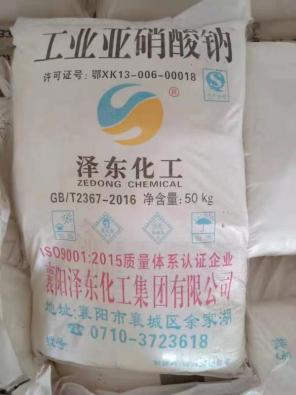 工业亚硝酸钠
许可证号：鄂XK13-006-00018
®
泽东化工
ZEDONG CHEMICAL
GB/T2367-2016 净含量：50kg
ISO9001:2015质量体系认证企业
襄阳泽东化工集团有限公司
地址：襄阳市襄城区余家湖
☎ 0710-3723618